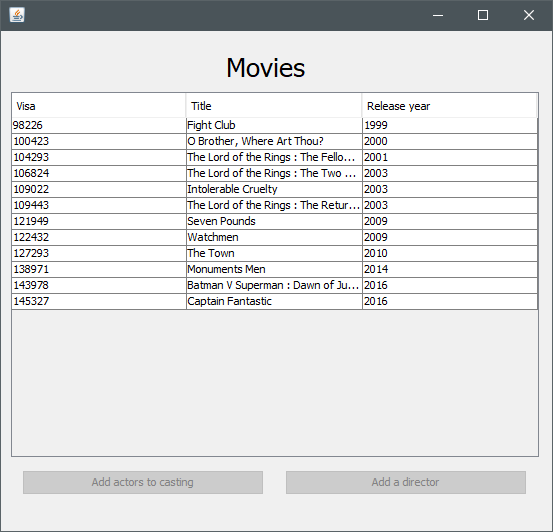 Movies
Visa Title Release year
98226 Fight Club 1999
100423 O Brother, Where Art Thou? 2000
104293 The Lord of the Rings : The Fello... 2001
106824 The Lord of the Rings : The Two ... 2003
109022 Intolerable Cruelty 2003
109443 The Lord of the Rings : The Retur... 2003
121949 Seven Pounds 2009
122432 Watchmen 2009
127293 The Town 2010
138971 Monuments Men 2014
143978 Batman V Superman : Dawn of Ju... 2016
145327 Captain Fantastic 2016
Add actors to casting Add a director